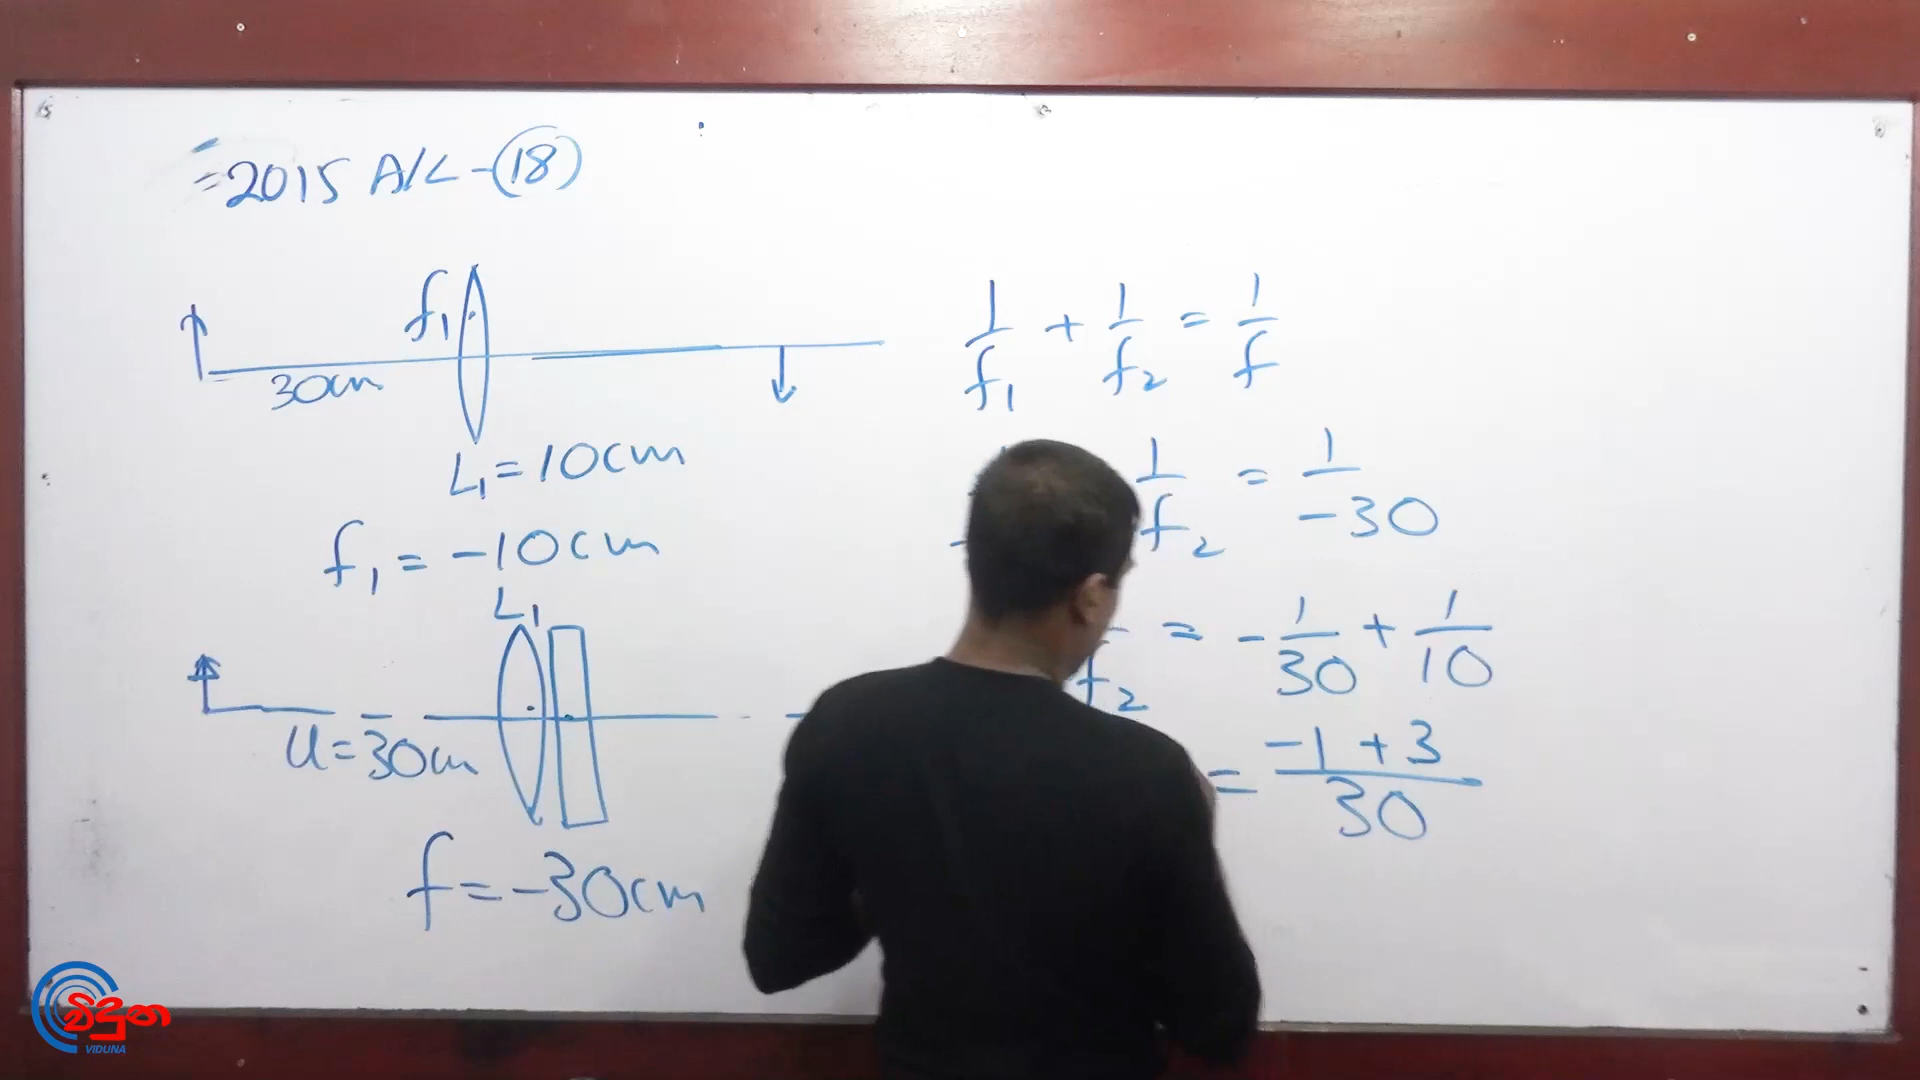 =2015 A/L -(18)
f₁
30cm
L₁=10cm
f₁ = -10cm
L₁
u=30cm
f=-30cm
1/f₁ + 1/f₂ = 1/f
1/f₂ = 1/-30
f₂ = -1/30 + 1/10
= (-1+3)/30
විදුන
VIDUNA